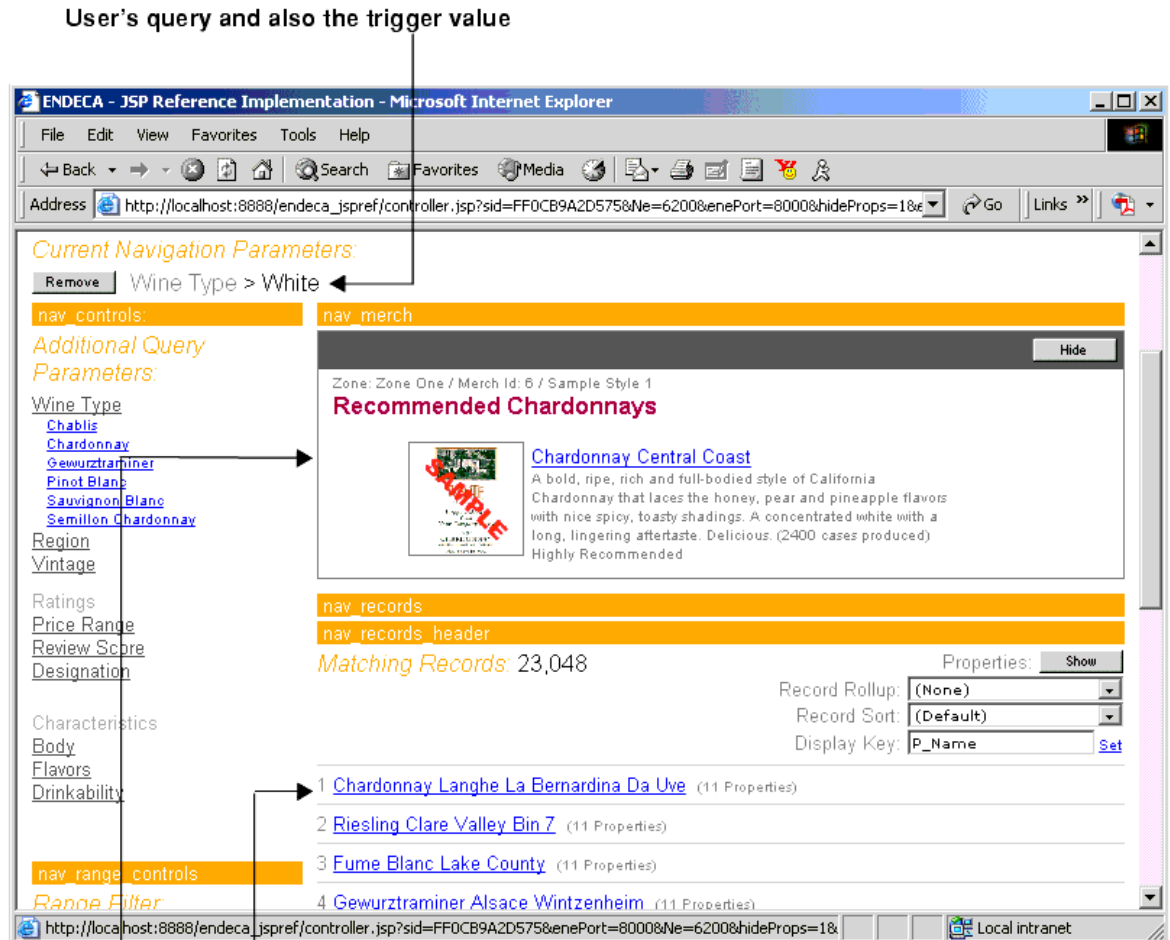 User's query and also the trigger value
ENDECA - JSP Reference Implementation - Microsoft Internet Explorer
File Edit View Favorites Tools Help
Back Search Favorites Media
Address http://localhost:8888/endeca_jspref/controller.jsp?sid=FF0CB9A2D575&Ne=6200&enePort=8000&hideProps=1&e Go Links »
Current Navigation Parameters:
Remove Wine Type > White
nav_controls:
Additional Query
Parameters:
Wine Type
Chablis
Chardonnay
Gewurztraminer
Pinot Blanc
Sauvignon Blanc
Semillon Chardonnay
Region
Vintage
Ratings
Price Range
Review Score
Designation
Characteristics
Body
Flavors
Drinkability
nav_range_controls
Range Filter:
nav_merch
Hide
Zone: Zone One / Merch Id: 6 / Sample Style 1
Recommended Chardonnays
SAMPLE
Chardonnay Central Coast
A bold, ripe, rich and full-bodied style of California
Chardonnay that laces the honey, pear and pineapple flavors
with nice spicy, toasty shadings. A concentrated white with a
long, lingering aftertaste. Delicious. (2400 cases produced)
Highly Recommended
nav_records
nav_records_header
Matching Records: 23,048
Properties: Show
Record Rollup: (None)
Record Sort: (Default)
Display Key: P_Name Set
1 Chardonnay Langhe La Bernardina Da Uve (11 Properties)
2 Riesling Clare Valley Bin 7 (11 Properties)
3 Fume Blanc Lake County (11 Properties)
4 Gewurztraminer Alsace Wintzenheim (11 Properties)
http://localhost:8888/endeca_jspref/controller.jsp?sid=FF0CB9A2D575&enePort=8000&Ne=6200&hideProps=1& Local intranet